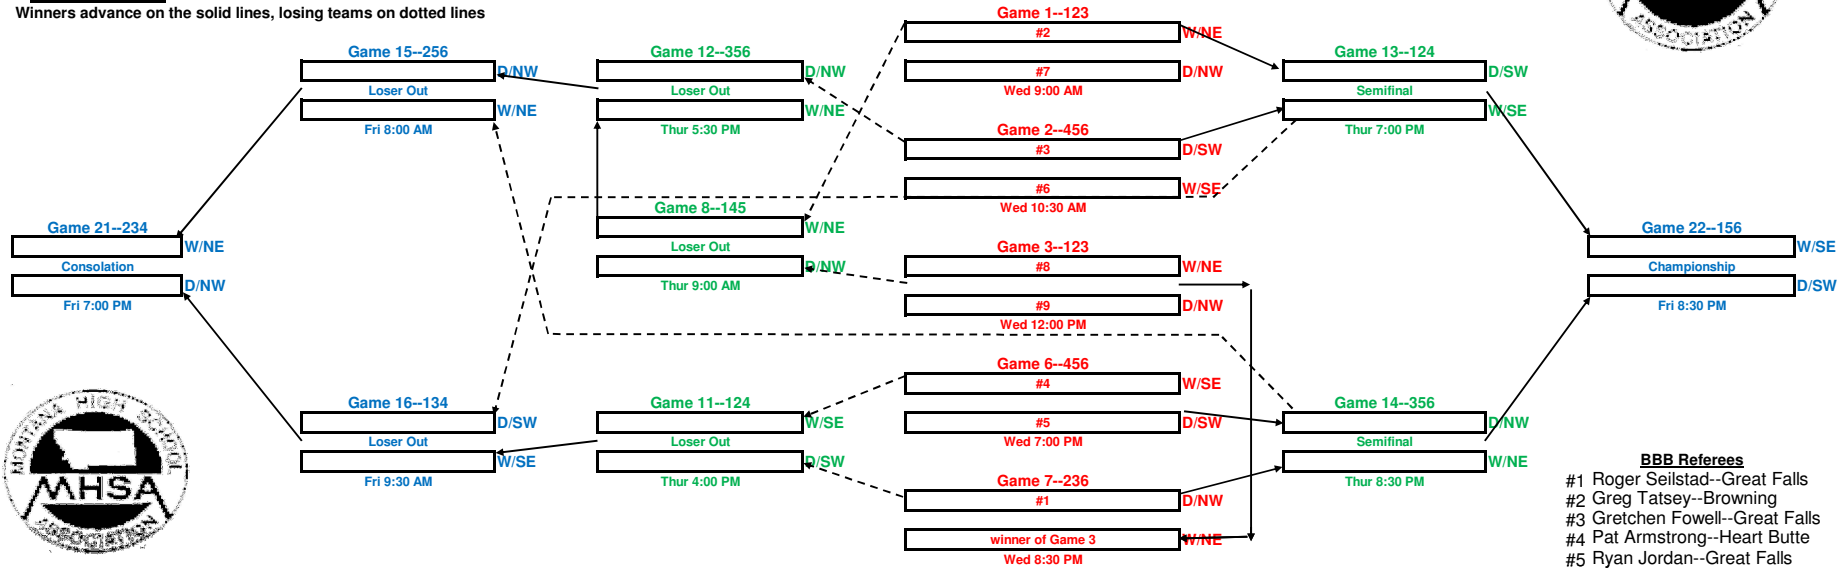 Winners advance on the solid lines, losing teams on dotted lines
ASSOCIATION
Game 1--123
#2
W/NE
#7
D/NW
Wed 9:00 AM
Game 15--256
D/NW
Loser Out
W/NE
Fri 8:00 AM
Game 12--356
D/NW
Loser Out
W/NE
Thur 5:30 PM
Game 13--124
D/SW
Semifinal
W/SE
Thur 7:00 PM
Game 2--456
#3
D/SW
#6
W/SE
Wed 10:30 AM
Game 8--145
W/NE
Loser Out
D/NW
Thur 9:00 AM
Game 21--234
W/NE
Consolation
D/NW
Fri 7:00 PM
Game 3--123
#8
W/NE
#9
D/NW
Wed 12:00 PM
Game 22--156
W/SE
Championship
D/SW
Fri 8:30 PM
Game 6--456
#4
W/SE
#5
D/SW
Wed 7:00 PM
Game 16--134
D/SW
Loser Out
W/SE
Fri 9:30 AM
Game 11--124
W/SE
Loser Out
D/SW
Thur 4:00 PM
Game 14--356
D/NW
Semifinal
W/NE
Thur 8:30 PM
Game 7--236
#1
D/NW
winner of Game 3
W/NE
Wed 8:30 PM
MONTANA HIGH SCHOOL
MHSA
ASSOCIATION
BBB Referees
#1 Roger Seilstad--Great Falls
#2 Greg Tatsey--Browning
#3 Gretchen Fowell--Great Falls
#4 Pat Armstrong--Heart Butte
#5 Ryan Jordan--Great Falls